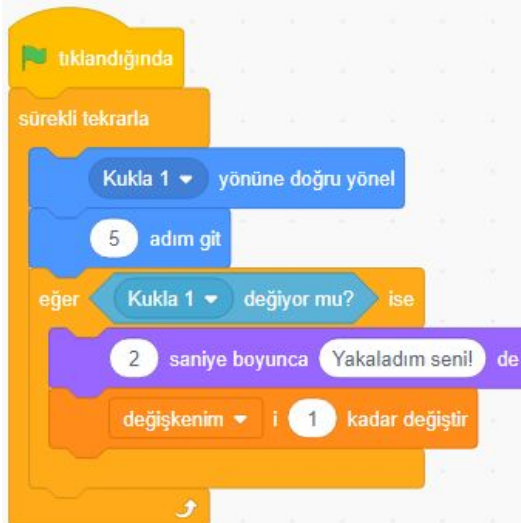 tıklandığında
sürekli tekrarla
Kukla 1 yönüne doğru yönel
5 adım git
eğer Kukla 1 değiyor mu? ise
2 saniye boyunca Yakaladım seni! de
değişkenim i 1 kadar değiştir